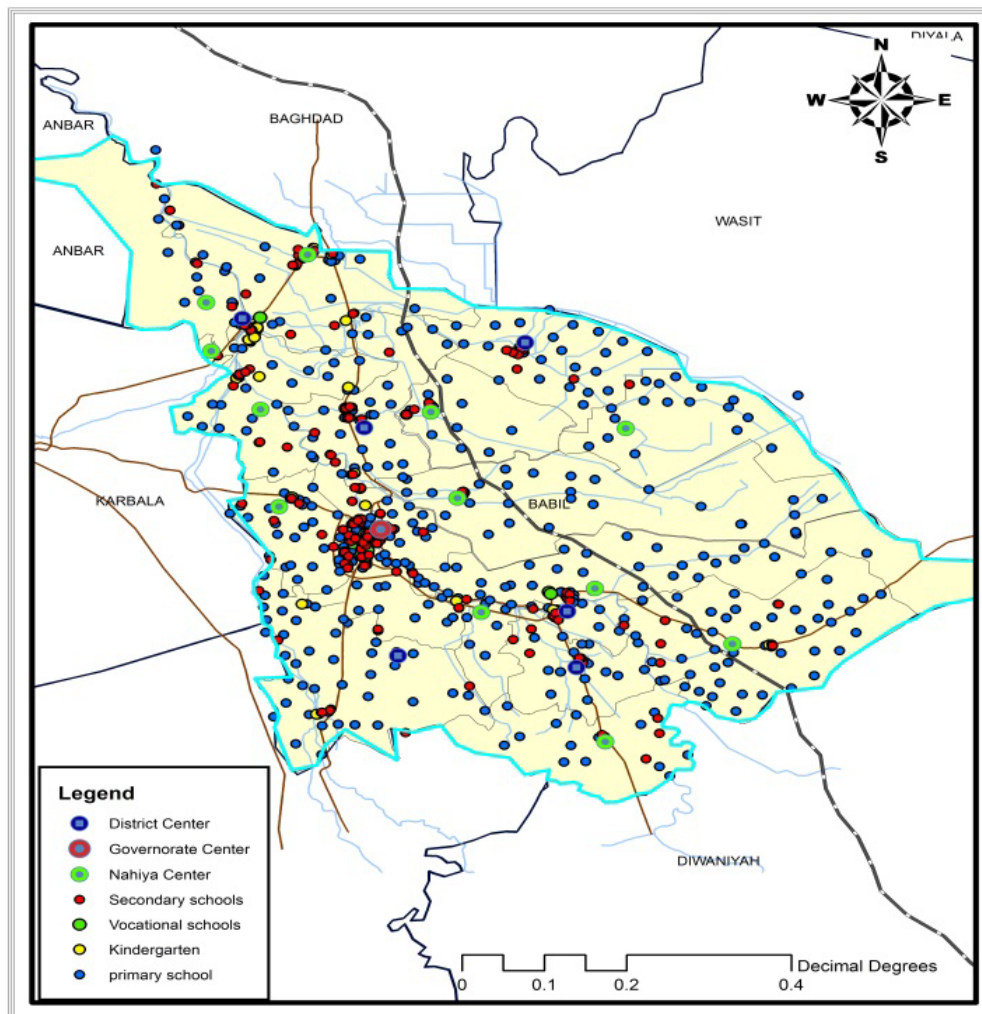 DIYALA
N
ANBAR
BAGHDAD
W
E
S
WASIT
ANBAR
KARBALA
BABIL
Legend
District Center
Governorate Center
Nahiya Center
Secondary schools
Vocational schools
Kindergarten
primary school
DIWANIYAH
Decimal Degrees
0
0.1
0.2
0.4